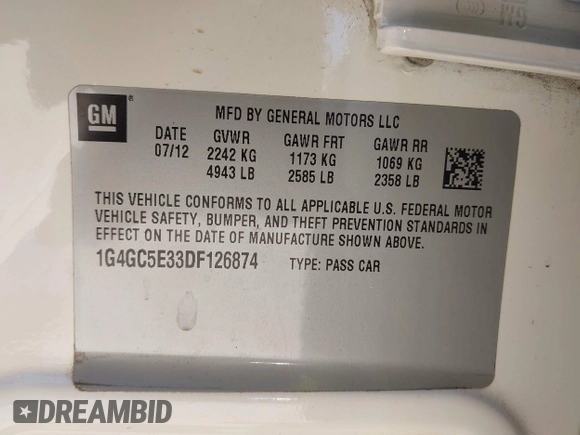 GM
®
MFD BY GENERAL MOTORS LLC
DATE GVWR GAWR FRT GAWR RR
07/12 2242 KG 1173 KG 1069 KG
4943 LB 2585 LB 2358 LB
THIS VEHICLE CONFORMS TO ALL APPLICABLE U.S. FEDERAL MOTOR
VEHICLE SAFETY, BUMPER, AND THEFT PREVENTION STANDARDS IN
EFFECT ON THE DATE OF MANUFACTURE SHOWN ABOVE.
1G4GC5E33DF126874 TYPE: PASS CAR
DREAMBID